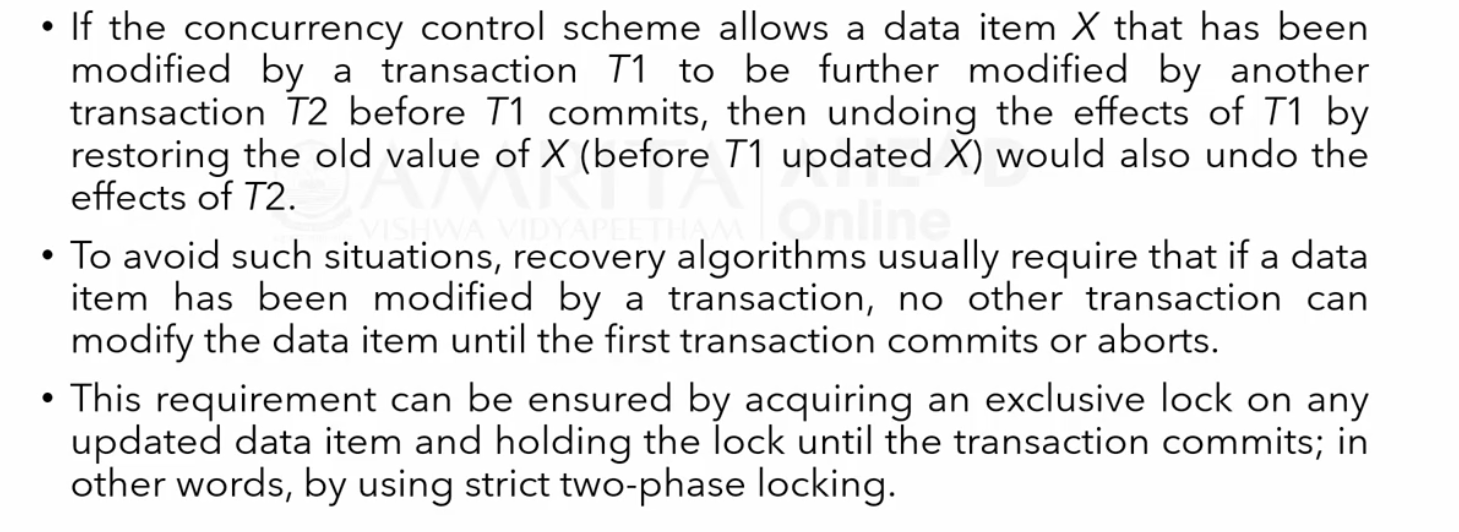 • If the concurrency control scheme allows a data item X that has been
modified by a transaction T1 to be further modified by another
transaction T2 before T1 commits, then undoing the effects of T1 by
restoring the old value of X (before T1 updated X) would also undo the
effects of T2.
AMRITA AHEAD
VISHWA VIDYAPEETHAM Online
• To avoid such situations, recovery algorithms usually require that if a data
item has been modified by a transaction, no other transaction can
modify the data item until the first transaction commits or aborts.
• This requirement can be ensured by acquiring an exclusive lock on any
updated data item and holding the lock until the transaction commits; in
other words, by using strict two-phase locking.